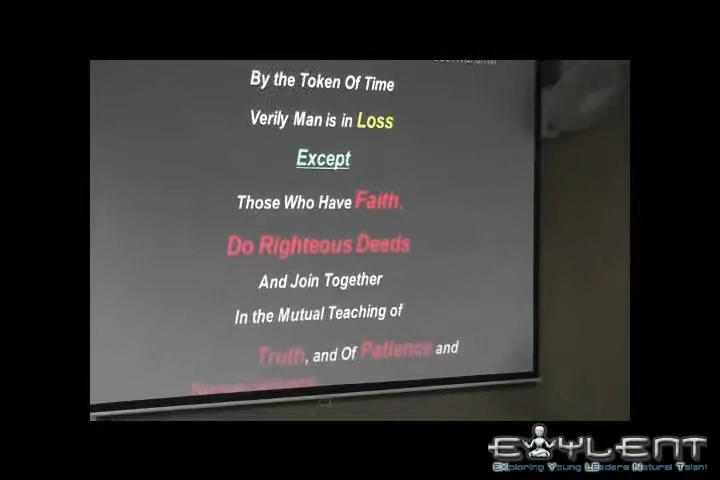 By the Token Of Time
Verily Man is in Loss
Except
Those Who Have Faith,
Do Righteous Deeds
And Join Together
In the Mutual Teaching of
Truth, and Of Patience and
EXYLENT
EXploring Young LEaders Natural Talent